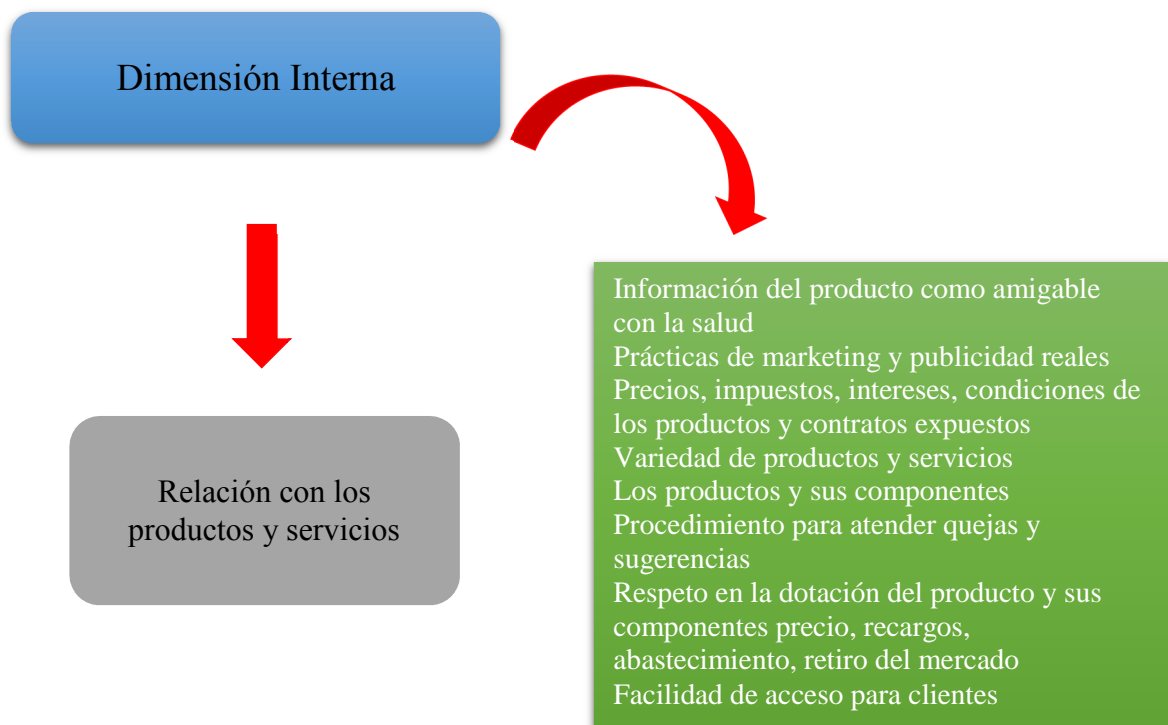 Dimensión Interna
Relación con los
productos y servicios
Información del producto como amigable
con la salud
Prácticas de marketing y publicidad reales
Precios, impuestos, intereses, condiciones de
los productos y contratos expuestos
Variedad de productos y servicios
Los productos y sus componentes
Procedimiento para atender quejas y
sugerencias
Respeto en la dotación del producto y sus
componentes precio, recargos,
abastecimiento, retiro del mercado
Facilidad de acceso para clientes